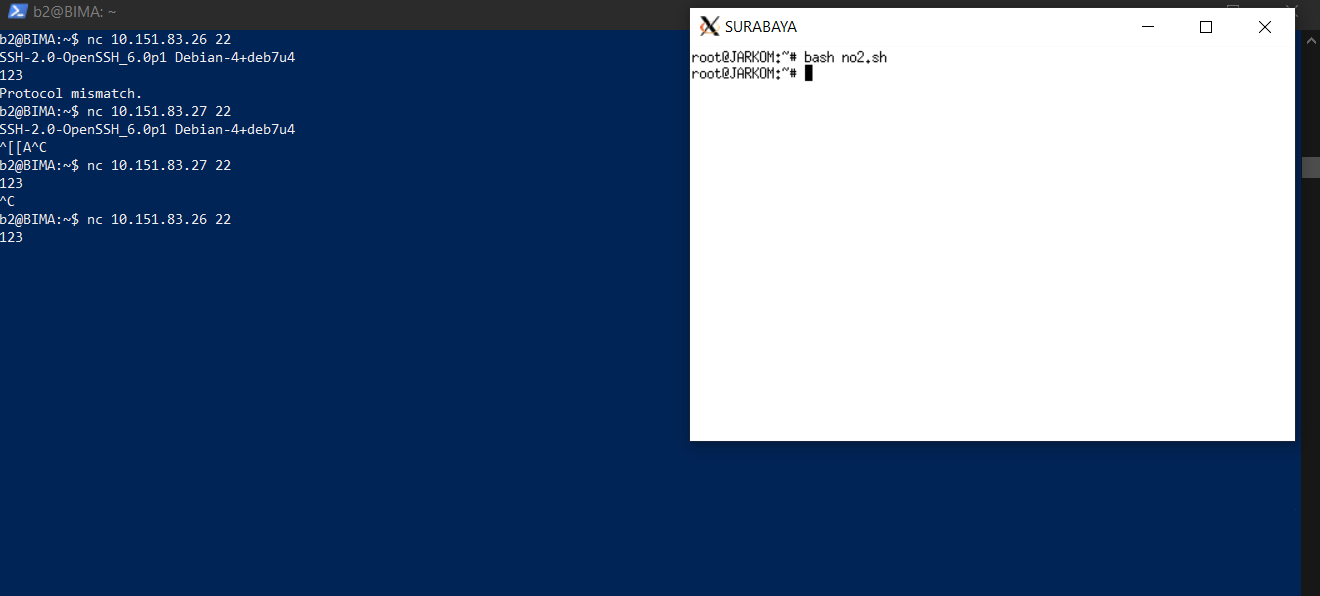 b2@BIMA: ~
b2@BIMA:~$ nc 10.151.83.26 22
SSH-2.0-OpenSSH_6.0p1 Debian-4+deb7u4
123
Protocol mismatch.
b2@BIMA:~$ nc 10.151.83.27 22
SSH-2.0-OpenSSH_6.0p1 Debian-4+deb7u4
^[[A^C
b2@BIMA:~$ nc 10.151.83.27 22
123
^C
b2@BIMA:~$ nc 10.151.83.26 22
123
SURABAYA
root@JARKOM:~# bash no2.sh
root@JARKOM:~#